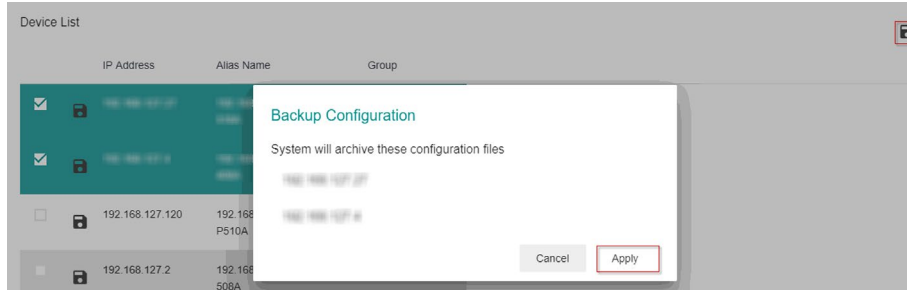 Device List
IP Address Alias Name Group
Backup Configuration
System will archive these configuration files
192.168.127.120 192.168
P510A
Cancel Apply
192.168.127.2 192.168
508A